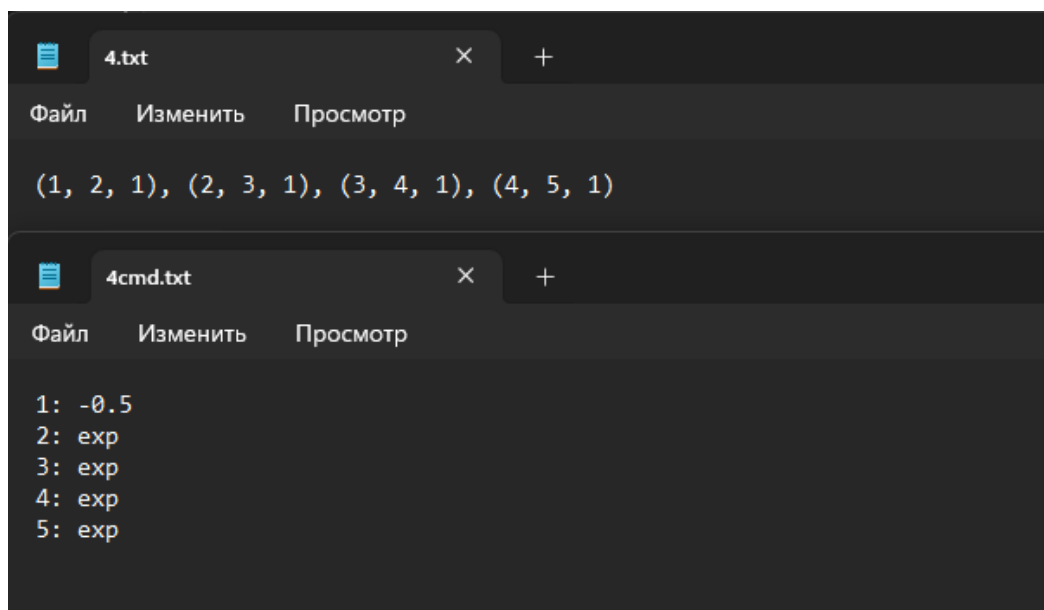 4.txt
Файл Изменить Просмотр
(1, 2, 1), (2, 3, 1), (3, 4, 1), (4, 5, 1)
4cmd.txt
Файл Изменить Просмотр
1: -0.5
2: exp
3: exp
4: exp
5: exp